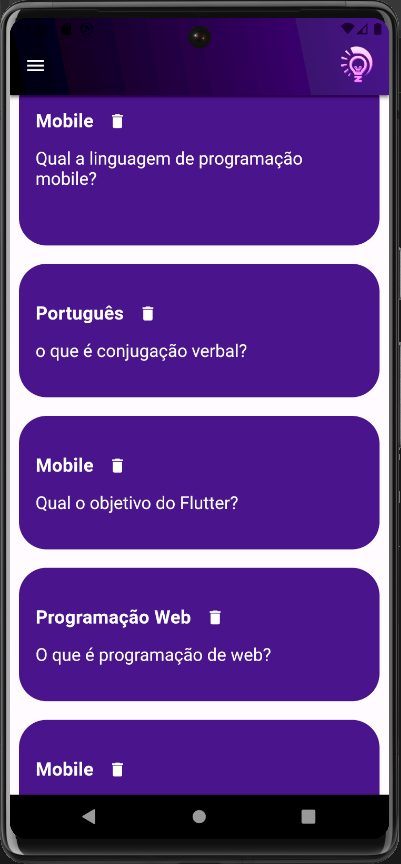 Mobile
Qual a linguagem de programação
mobile?
Português
o que é conjugação verbal?
Mobile
Qual o objetivo do Flutter?
Programação Web
O que é programação de web?
Mobile